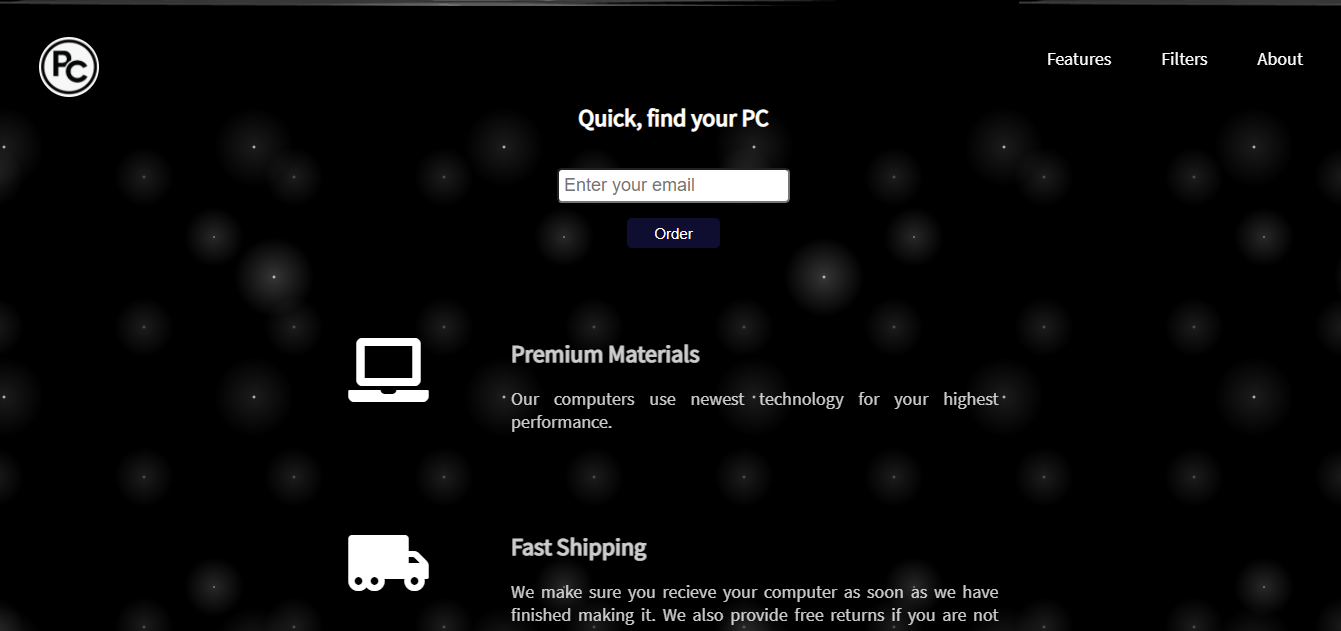 PC
Features Filters About
Quick, find your PC
Enter your email
Order
Premium Materials
Our computers use newest technology for your highest
performance.
Fast Shipping
We make sure you recieve your computer as soon as we have
finished making it. We also provide free returns if you are not